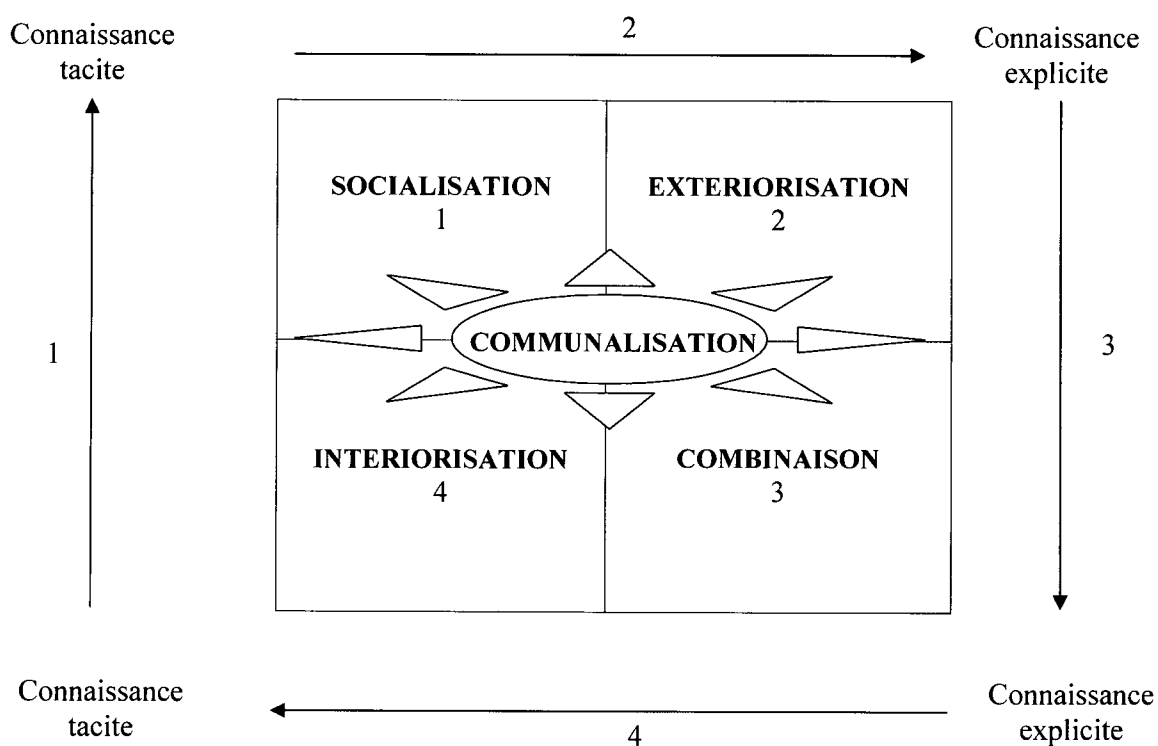 Connaissance
tacite
2
Connaissance
explicite
SOCIALISATION
1
EXTERIORISATION
2
1
COMMUNALISATION
3
INTERIORISATION
4
COMBINAISON
3
Connaissance
tacite
4
Connaissance
explicite